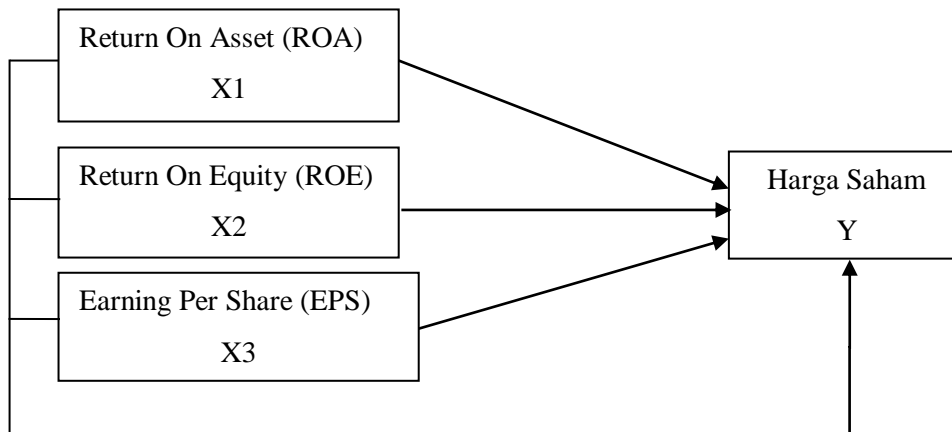 Return On Asset (ROA)
X1
Return On Equity (ROE)
X2
Earning Per Share (EPS)
X3
Harga Saham
Y